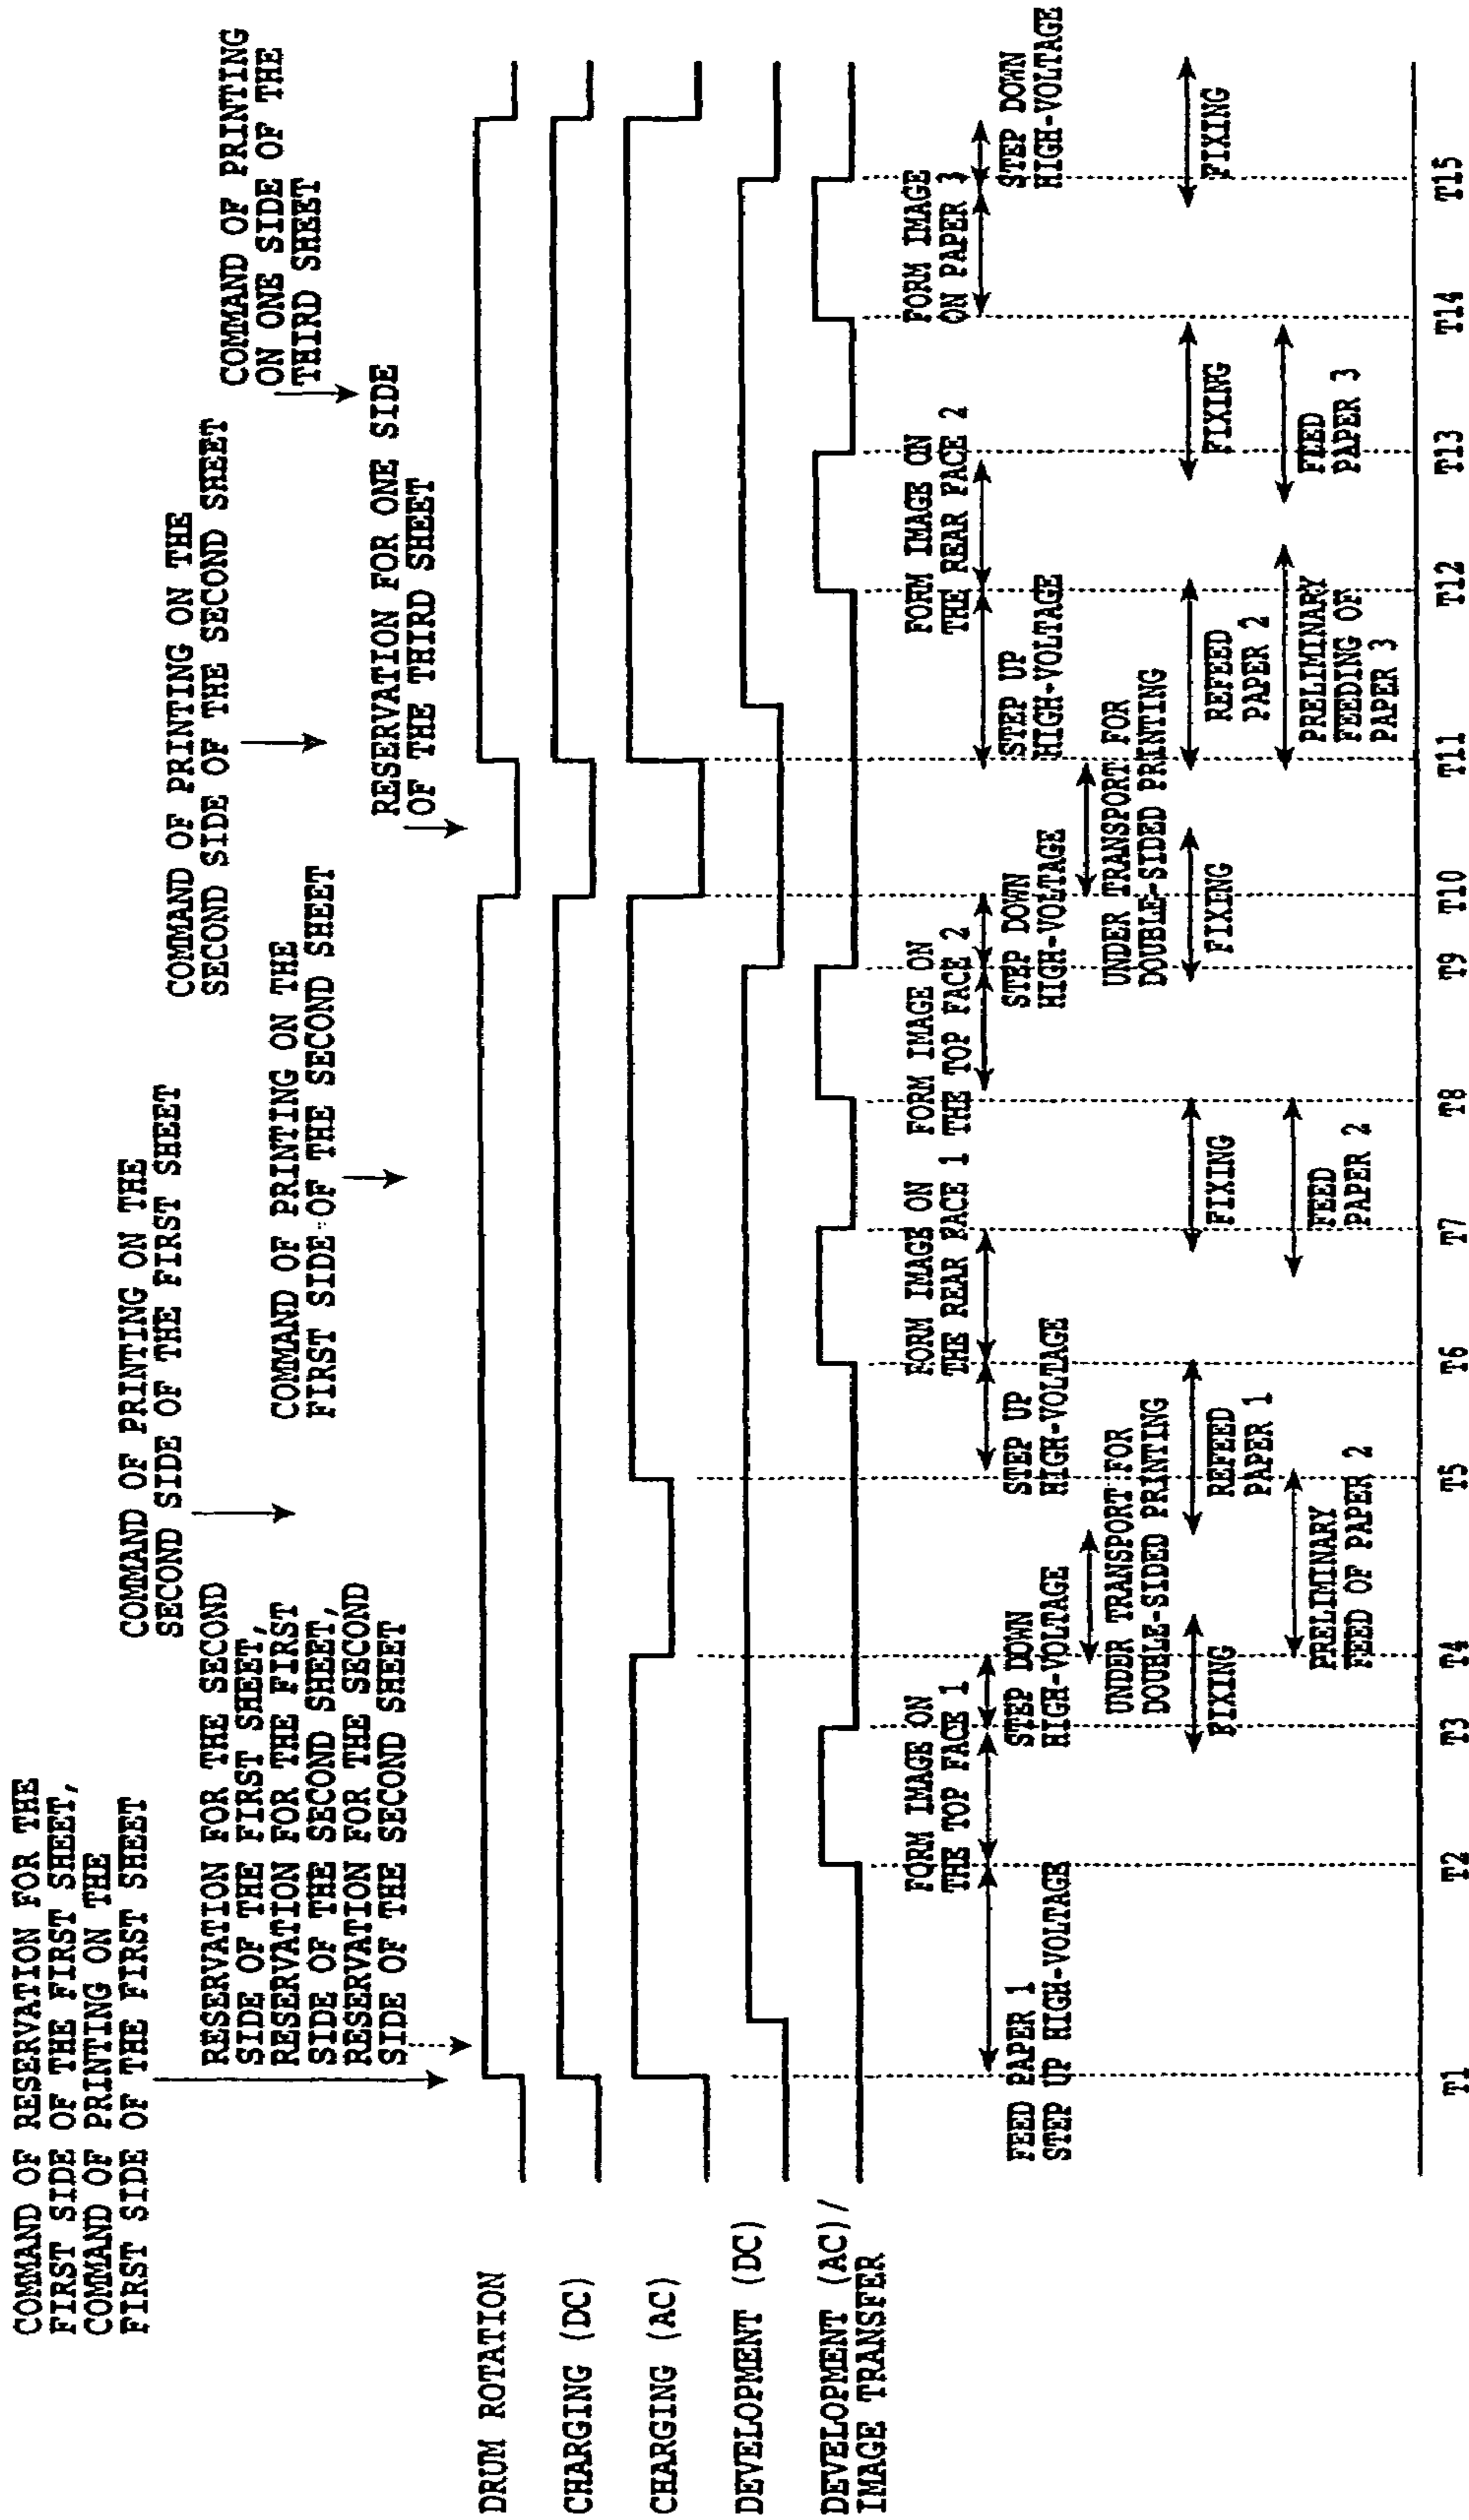 COMMAND OF RESERVATION FOR THE
FIRST SIDE OF THE FIRST SHEET,
COMMAND OF PRINTING ON THE
FIRST SIDE OF THE FIRST SHEET
RESERVATION FOR THE SECOND
SIDE OF THE FIRST SHEET,
RESERVATION FOR THE FIRST
SIDE OF THE SECOND SHEET,
RESERVATION FOR THE SECOND
SIDE OF THE SECOND SHEET
COMMAND OF PRINTING ON THE
SECOND SIDE OF THE FIRST SHEET
COMMAND OF PRINTING ON THE
FIRST SIDE OF THE SECOND SHEET
COMMAND OF PRINTING ON THE
SECOND SIDE OF THE SECOND SHEET
RESERVATION FOR ONE SIDE
OF THE THIRD SHEET
COMMAND OF PRINTING
ON ONE SIDE OF THE
THIRD SHEET
DRUM ROTATION
CHARGING (DC)
CHARGING (AC)
DEVELOPMENT (DC)
DEVELOPMENT (AC)/
IMAGE TRANSFER
FEED PAPER 1
STEP UP HIGH-VOLTAGE
FORM IMAGE ON
THE TOP FACE 1
STEP DOWN
HIGH-VOLTAGE
UNDER TRANSPORT FOR
DOUBLE-SIDED PRINTING
FIXING
PRELIMINARY
FEED OF PAPER 2
STEP UP
HIGH-VOLTAGE
REFEED
PAPER 1
FORM IMAGE ON
THE REAR FACE 1
FIXING
FEED
PAPER 2
FORM IMAGE ON
THE TOP FACE 2
STEP DOWN
HIGH-VOLTAGE
UNDER TRANSPORT FOR
DOUBLE-SIDED PRINTING
FIXING
STEP UP
HIGH-VOLTAGE
REFEED
PAPER 2
PRELIMINARY
FEEDING OF
PAPER 3
FORM IMAGE ON
THE REAR FACE 2
FIXING
FEED
PAPER 3
FORM IMAGE
ON PAPER 3
STEP DOWN
HIGH-VOLTAGE
FIXING
T1 T2 T3 T4 T5 T6 T7 T8 T9 T10 T11 T12 T13 T14 T15